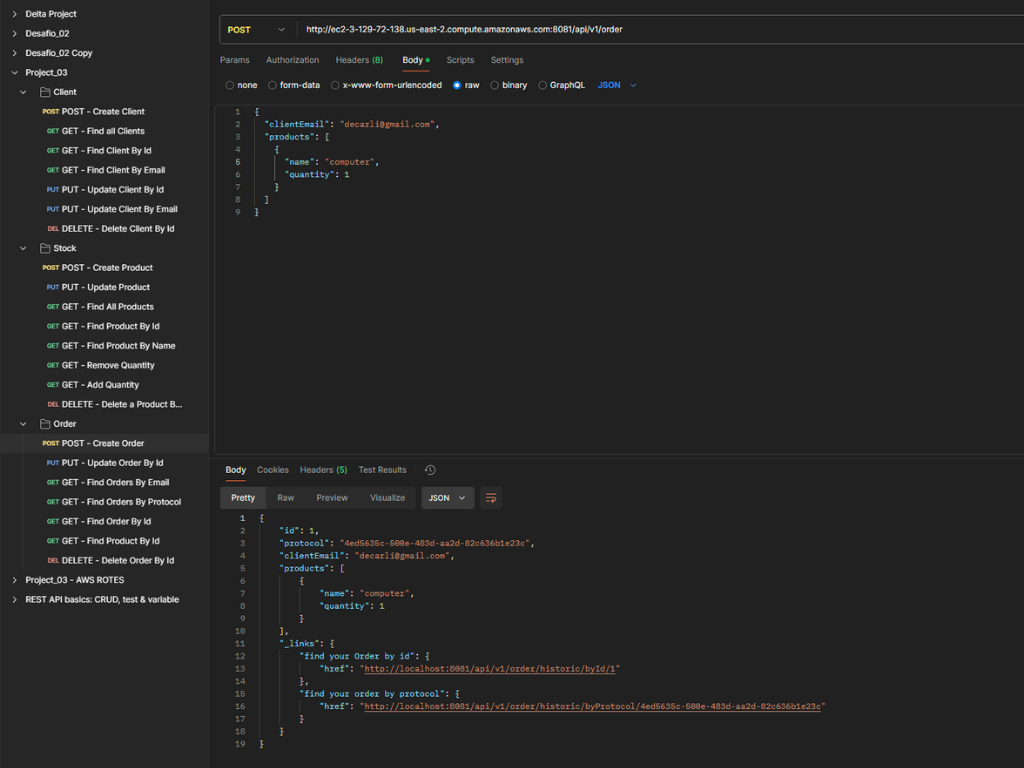 Delta Project
Desafio_02
Desafio_02 Copy
Project_03
Client
POST POST - Create Client
GET GET - Find all Clients
GET GET - Find Client By Id
GET GET - Find Client By Email
PUT PUT - Update Client By Id
PUT PUT - Update Client By Email
DEL DELETE - Delete Client By Id
Stock
POST POST - Create Product
PUT PUT - Update Product
GET GET - Find All Products
GET GET - Find Product By Id
GET GET - Find Product By Name
GET GET - Remove Quantity
GET GET - Add Quantity
DEL DELETE - Delete a Product B...
Order
POST POST - Create Order
PUT PUT - Update Order By Id
GET GET - Find Orders By Email
GET GET - Find Orders By Protocol
GET GET - Find Order By Id
GET GET - Find Product By Id
DEL DELETE - Delete Order By Id
Project_03 - AWS ROTES
REST API basics: CRUD, test & variable
POST http://ec2-3-129-72-138.us-east-2.compute.amazonaws.com:8081/api/v1/order
Params Authorization Headers (8) Body Scripts Settings
none form-data x-www-form-urlencoded raw binary GraphQL JSON
1 {
2 "clientEmail": "decarli@gmail.com",
3 "products": [
4 {
5 "name": "computer",
6 "quantity": 1
7 }
8 ]
9 }
Body Cookies Headers (5) Test Results
Pretty Raw Preview Visualize JSON
1 {
2 "id": 1,
3 "protocol": "4ed5635c-500e-483d-aa2d-82c636b1e23c",
4 "clientEmail": "decarli@gmail.com",
5 "products": [
6 {
7 "name": "computer",
8 "quantity": 1
9 }
10 ],
11 "_links": {
12 "find your Order by id": {
13 "href": "http://localhost:8081/api/v1/order/historic/byId/1"
14 },
15 "find your order by protocol": {
16 "href": "http://localhost:8081/api/v1/order/historic/byProtocol/4ed5635c-500e-483d-aa2d-82c636b1e23c"
17 }
18 }
19 }